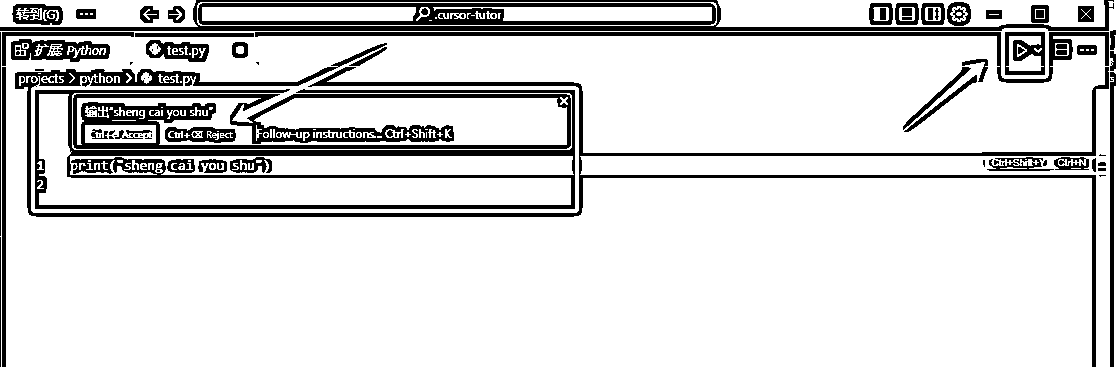 转到(G) ··· .cursor-tutor
扩展: Python test.py
projects > python > test.py
输出"sheng cai you shu"
Ctrl+⏎ Accept Ctrl+⌫ Reject Follow-up instructions... Ctrl+Shift+K
1 print("sheng cai you shu") Ctrl+Shift+Y Ctrl+N
2